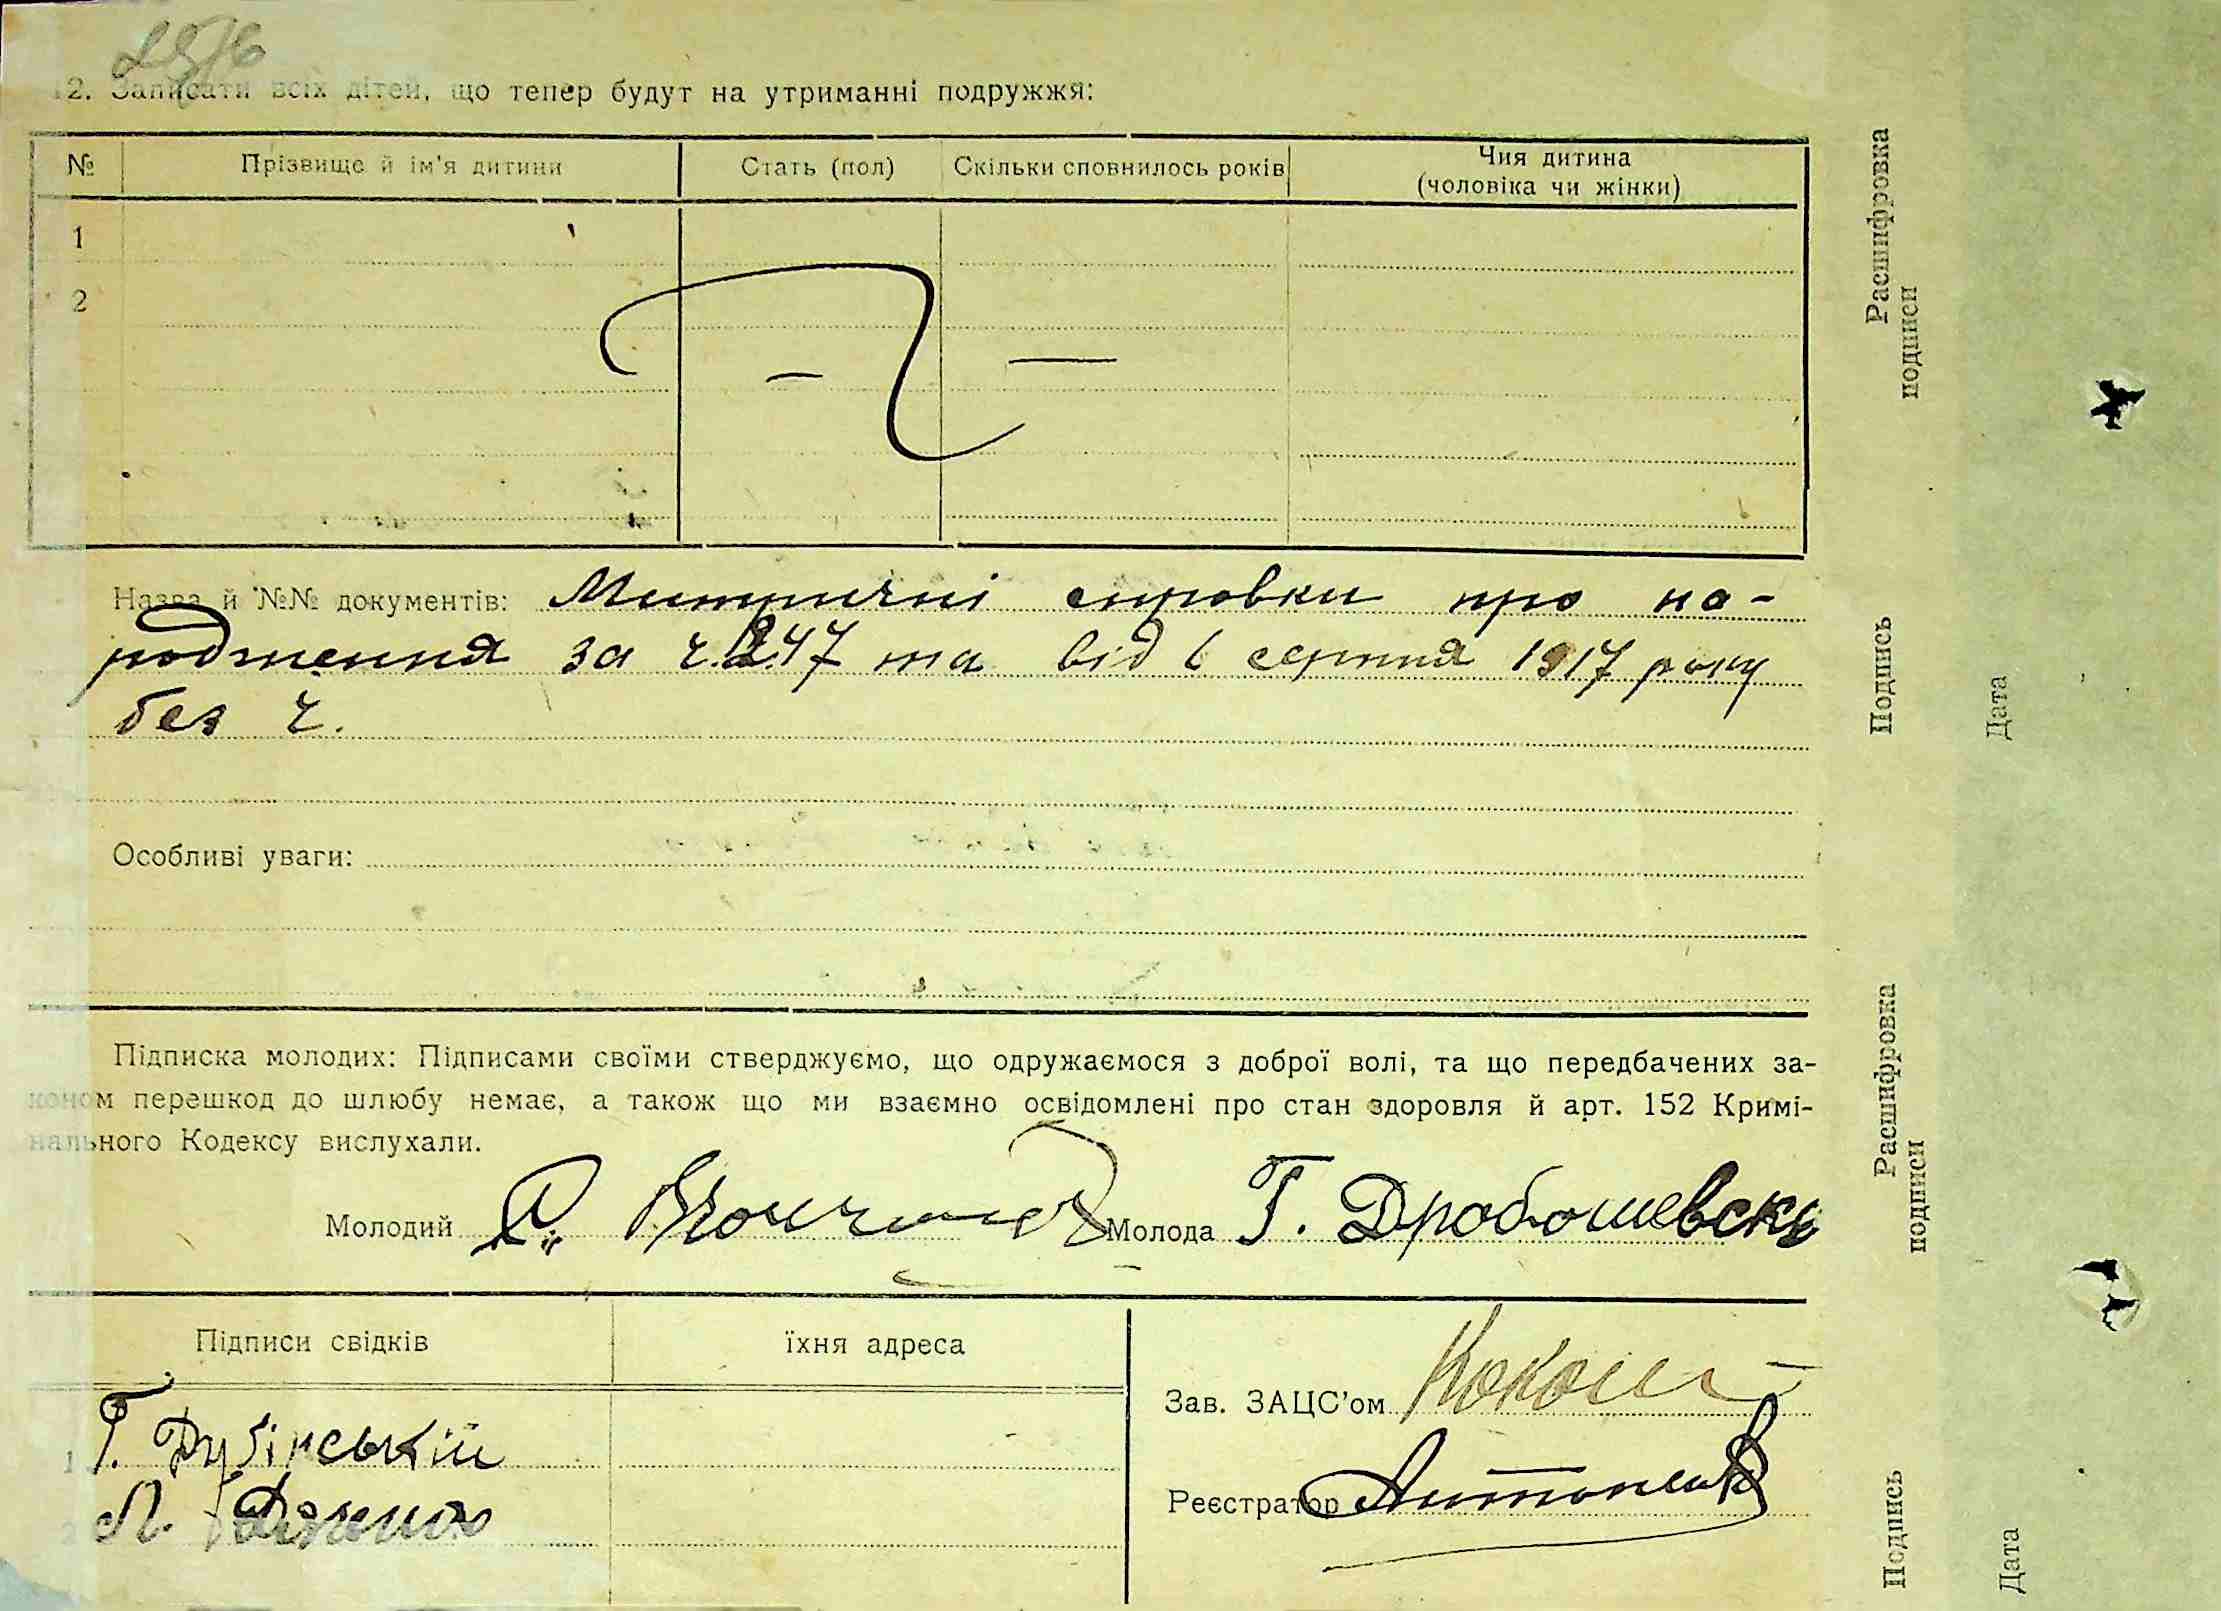 12. Записати всіх дітей, що тепер будут на утриманні подружжя:
№ Прізвище й ім'я дитини Стать (пол) Скільки сповнилось років Чия дитина
(чоловіка чи жінки)
1
2
Назва й №№ документів: Митричні справки про на-
родження за ч. 247 та від 6 серпня 1917 року
без ч.
Особливі уваги:
Підписка молодих: Підписами своїми стверджуємо, що одружаємося з доброї волі, та що передбачених за-
коном перешкод до шлюбу немає, а також що ми взаємно освідомлені про стан здоровля й арт. 152 Кримі-
нального Кодексу вислухали.
Молодий Молода Г. Дробошевськ
Підписи свідків їхня адреса
Зав. ЗАЦС'ом
1 Г. Рубінський
Реєстратор Антоненко
2 Л.
Расшифровка
подписи
Подпись
Дата
Расшифровка
подписи
Подпись
Дата